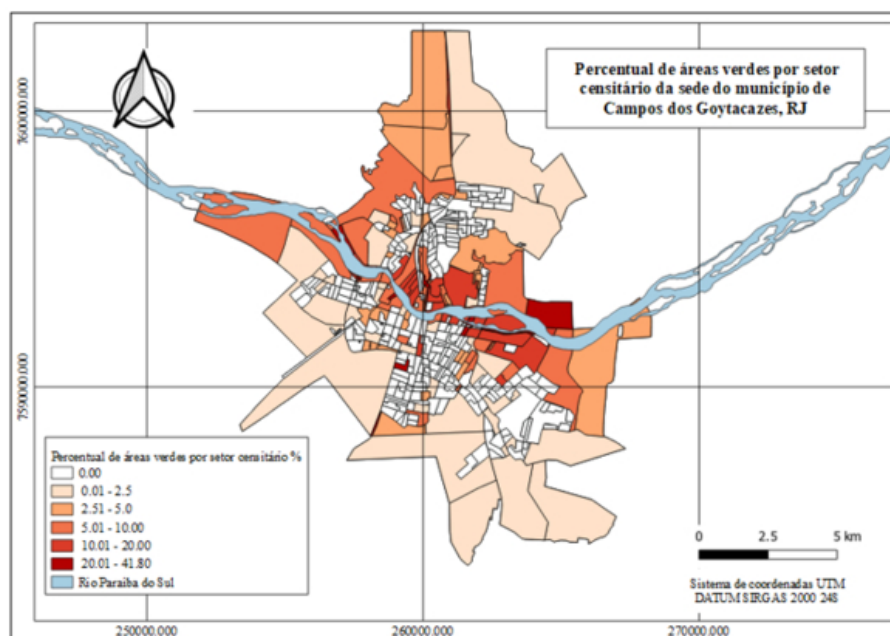 Percentual de áreas verdes por setor
censitário da sede do município de
Campos dos Goytacazes, RJ
7600000.000
7590000.000
Percentual de áreas verdes por setor censitário %
0.00
0.01 - 2.5
2.51 - 5.0
5.01 - 10.00
10.01 - 20.00
20.01 - 41.80
Rio Paraiba do Sul
0 2.5 5 km
Sistema de coordenadas UTM
DATUM SIRGAS 2000 24S
250000.000 260000.000 270000.000